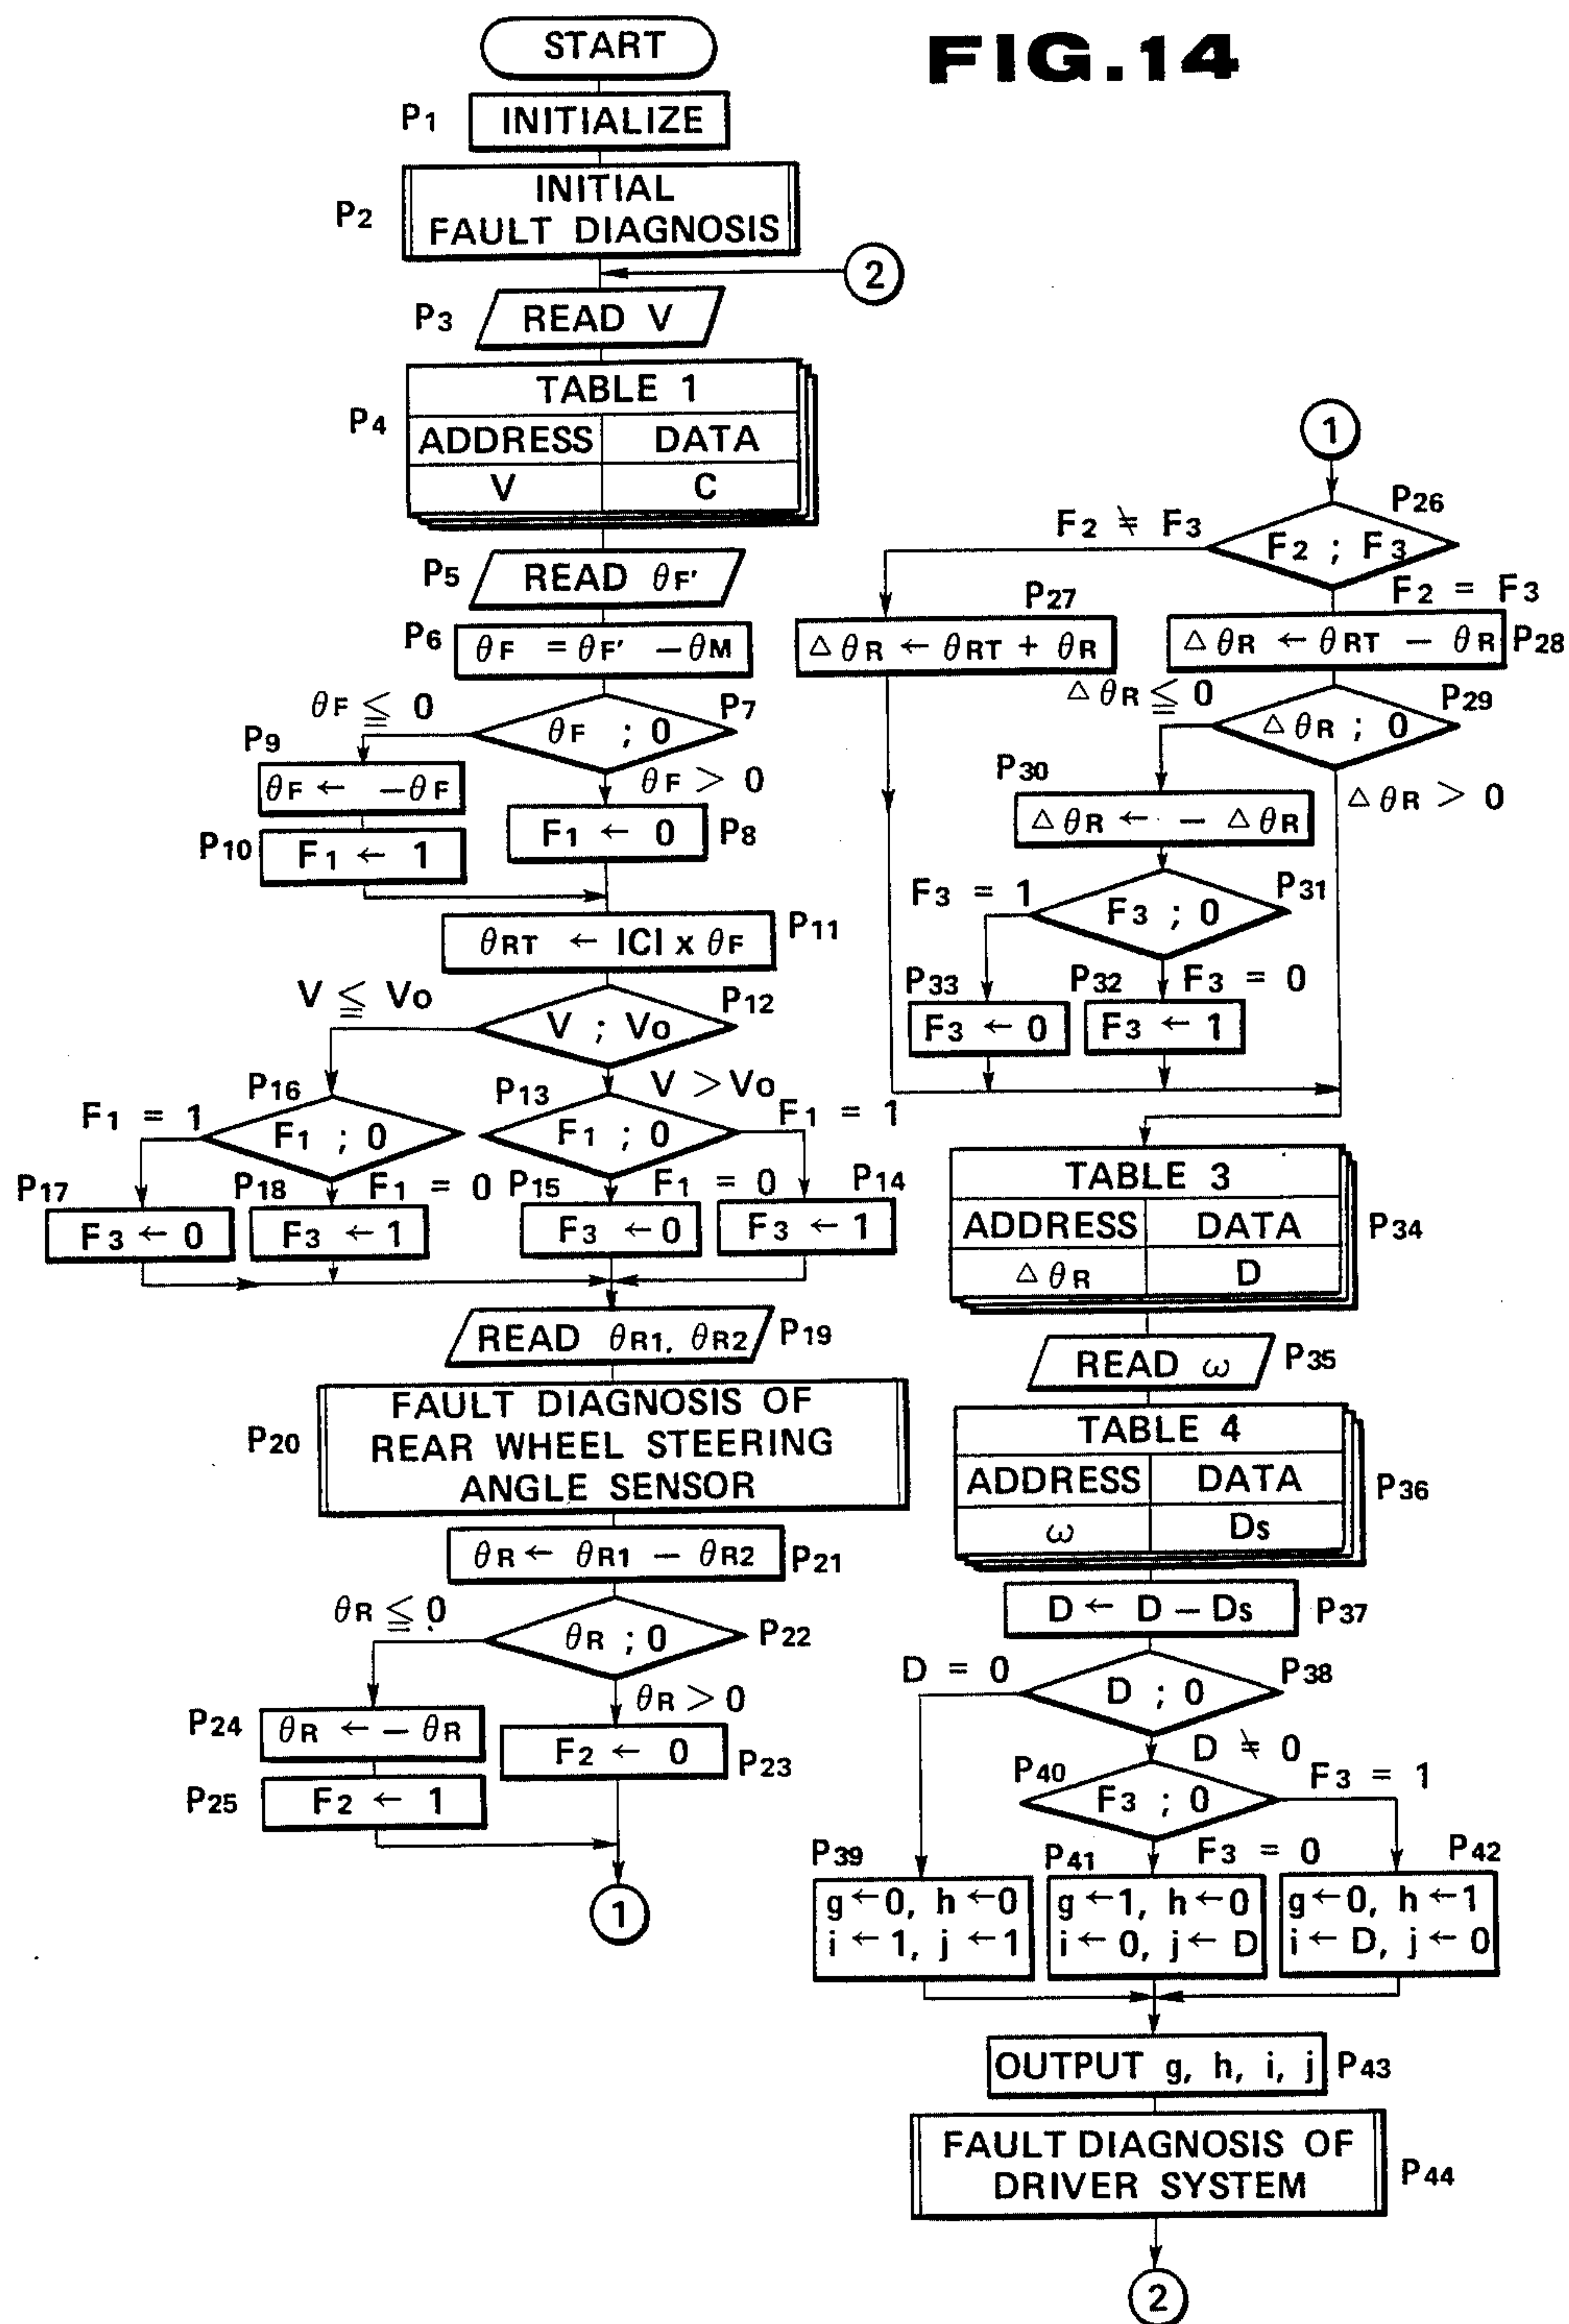 FIG.14
START
P1
INITIALIZE
P2
INITIAL
FAULT DIAGNOSIS
2
P3
READ V
P4
TABLE 1
ADDRESS DATA
V C
P5
READ θF'
P6
θF = θF' - θM
P7
θF ; 0
θF ≦ 0
P9
θF ← -θF
P10
F1 ← 1
θF > 0
F1 ← 0
P8
θRT ← |C| x θF
P11
V ≦ Vo
V ; Vo
P12
V > Vo
P16
F1 ; 0
F1 = 1
P13
F1 ; 0
F1 = 1
P17
F3 ← 0
P18
F1 = 0
F3 ← 1
P15
F1 = 0
F3 ← 0
P14
F3 ← 1
READ θR1, θR2
P19
P20
FAULT DIAGNOSIS OF
REAR WHEEL STEERING
ANGLE SENSOR
θR ← θR1 - θR2
P21
θR ≦ 0
θR ; 0
P22
θR > 0
P24
θR ← - θR
F2 ← 0
P23
P25
F2 ← 1
1
1
P26
F2 ; F3
F2 ≠ F3
F2 = F3
P27
△θR ← θRT + θR
△θR ← θRT - θR
P28
△θR ≦ 0
△θR ; 0
P29
△θR > 0
P30
△θR ← - △θR
F3 = 1
F3 ; 0
P31
P33
F3 ← 0
P32
F3 = 0
F3 ← 1
TABLE 3
ADDRESS DATA
△θR D
P34
READ ω
P35
TABLE 4
ADDRESS DATA
ω Ds
P36
D ← D - Ds
P37
D = 0
D ; 0
P38
D ≠ 0
P40
F3 ; 0
F3 = 1
F3 = 0
P39
g←0, h←0
i←1, j←1
P41
g←1, h←0
i←0, j←D
P42
g←0, h←1
i←D, j←0
OUTPUT g, h, i, j
P43
FAULT DIAGNOSIS OF
DRIVER SYSTEM
P44
2